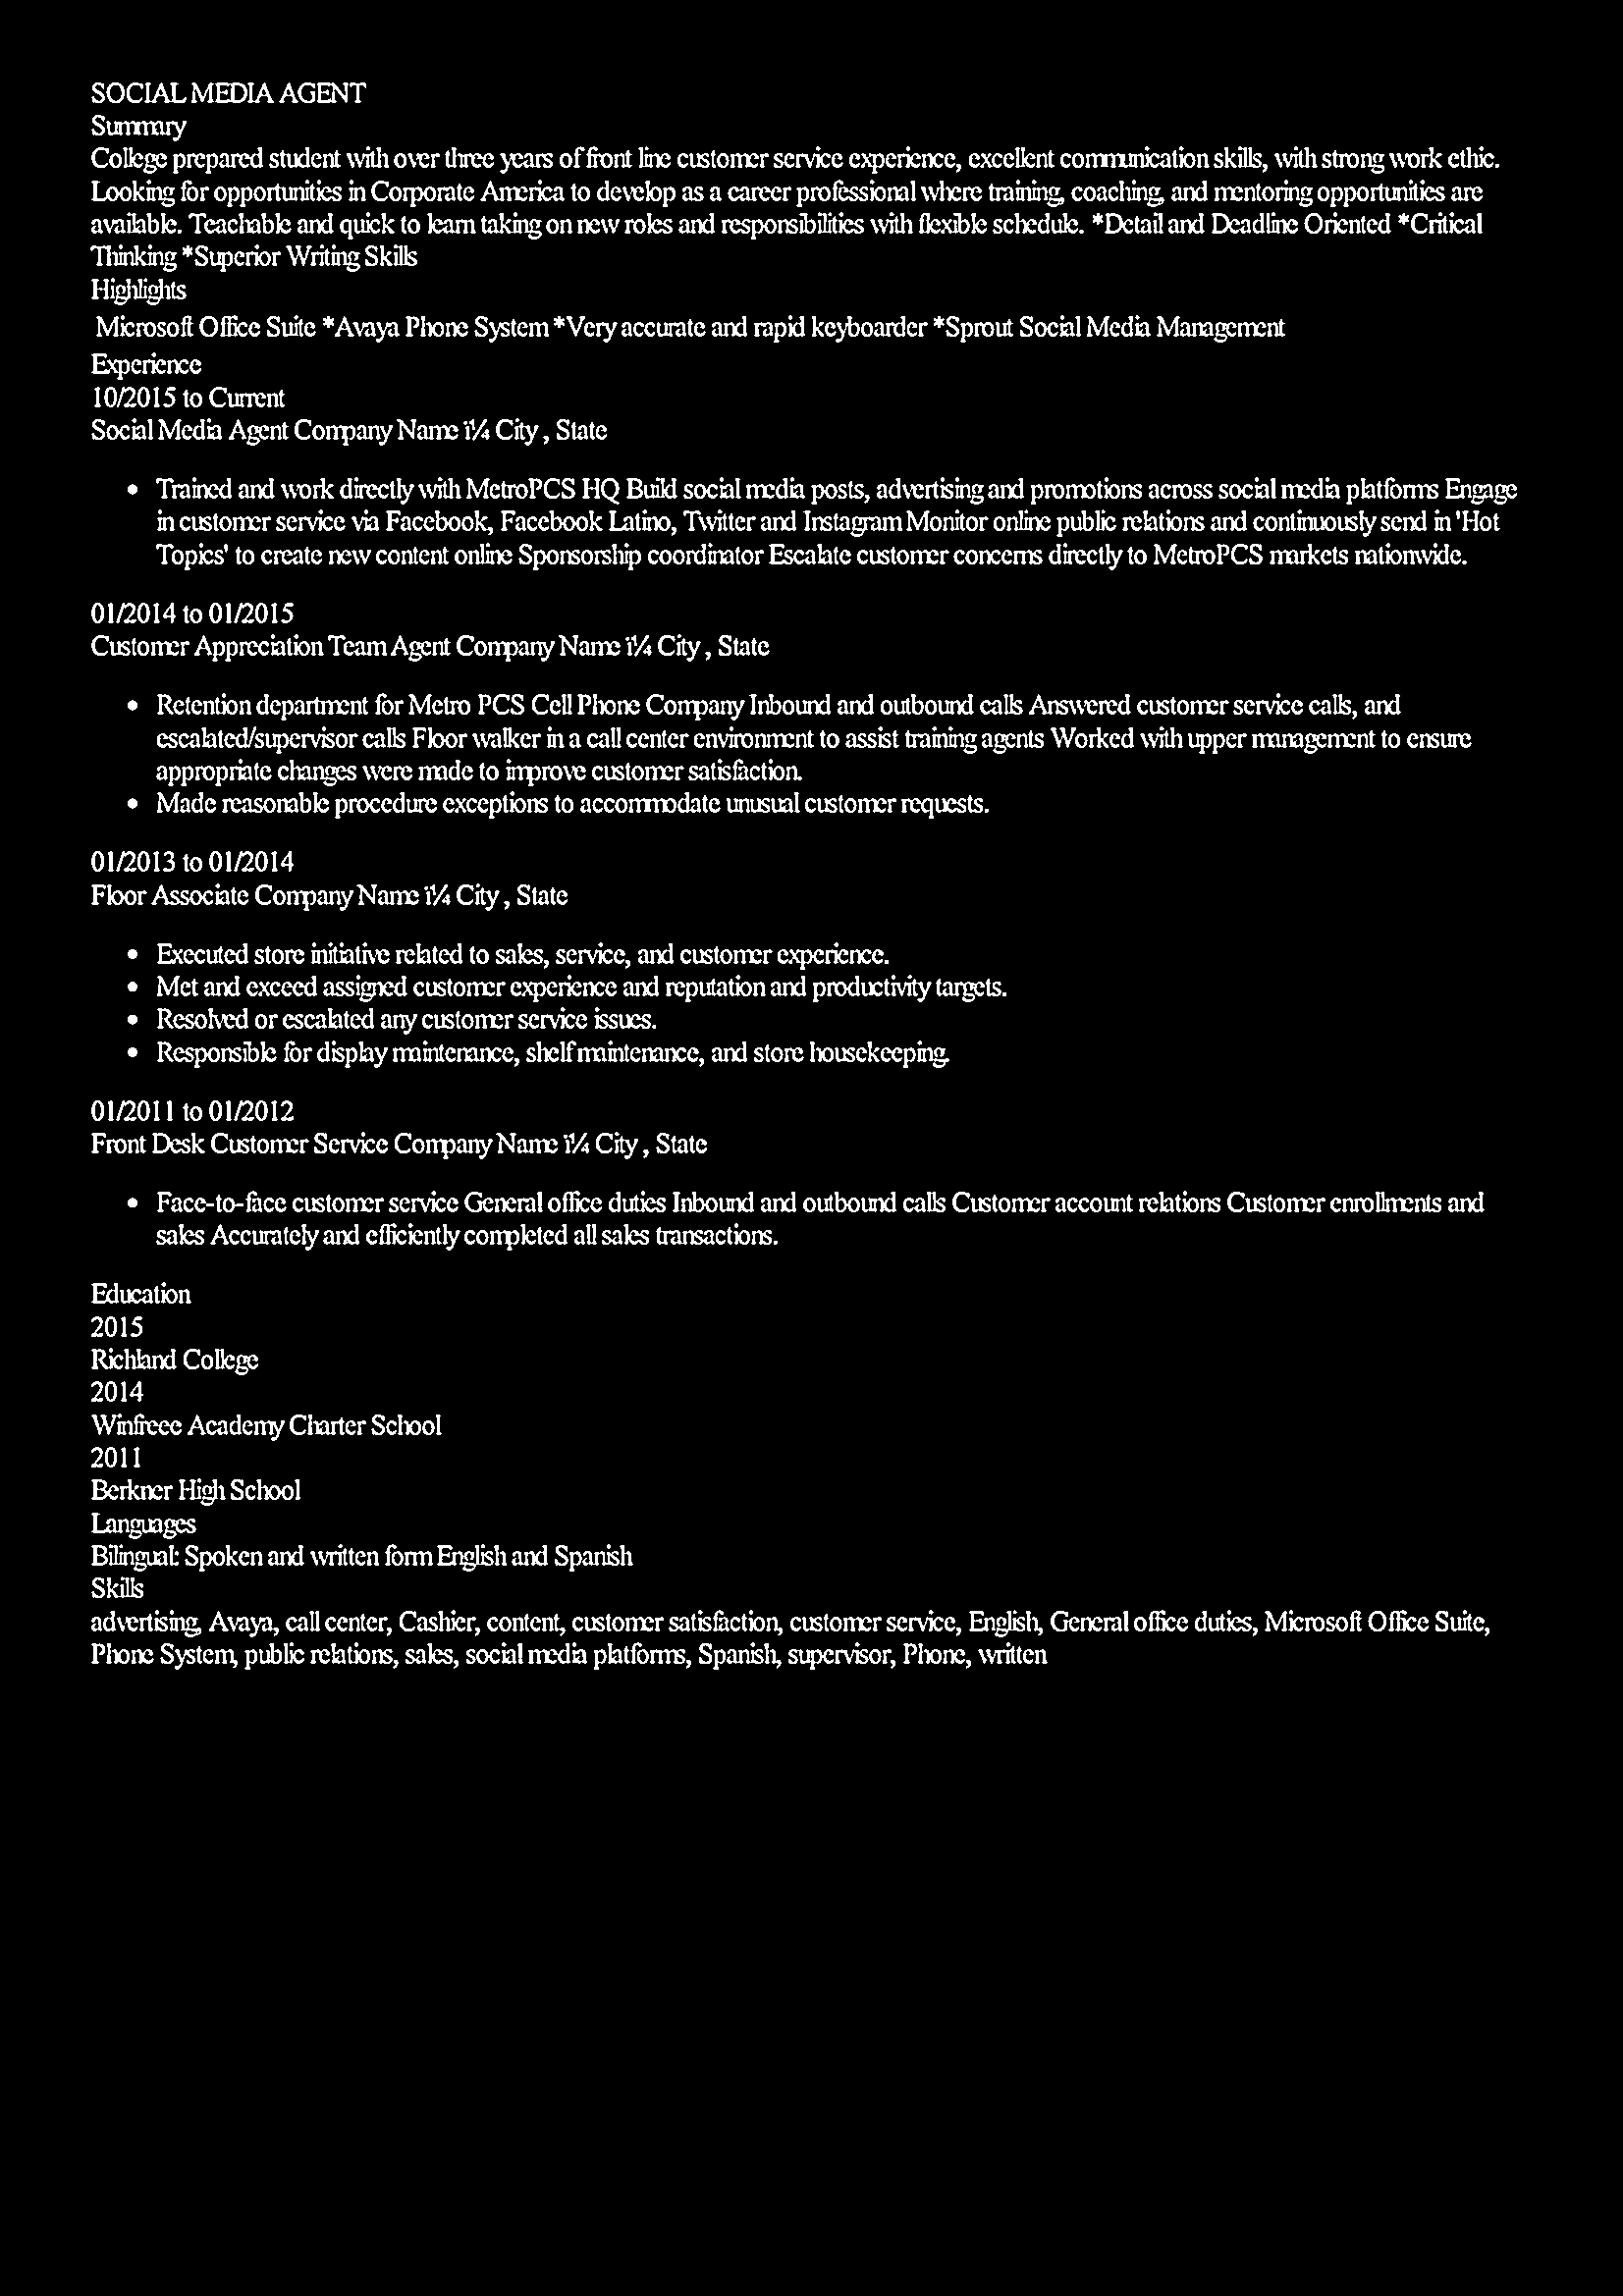 SOCIAL MEDIA AGENT
Summary
College prepared student with over three years of front line customer service experience, excellent communication skills, with strong work ethic.
Looking for opportunities in Corporate America to develop as a career professional where training, coaching, and mentoring opportunities are
available. Teachable and quick to learn taking on new roles and responsibilities with flexible schedule. *Detail and Deadline Oriented *Critical
Thinking *Superior Writing Skills
Highlights
Microsoft Office Suite *Avaya Phone System *Very accurate and rapid keyboarder *Sprout Social Media Management
Experience
10/2015 to Current
Social Media Agent Company Name ï¼ City , State
• Trained and work directly with MetroPCS HQ Build social media posts, advertising and promotions across social media platforms Engage
in customer service via Facebook, Facebook Latino, Twitter and Instagram Monitor online public relations and continuously send in 'Hot
Topics' to create new content online Sponsorship coordinator Escalate customer concerns directly to MetroPCS markets nationwide.
01/2014 to 01/2015
Customer Appreciation Team Agent Company Name ï¼ City , State
• Retention department for Metro PCS Cell Phone Company Inbound and outbound calls Answered customer service calls, and
escalated/supervisor calls Floor walker in a call center environment to assist training agents Worked with upper management to ensure
appropriate changes were made to improve customer satisfaction.
• Made reasonable procedure exceptions to accommodate unusual customer requests.
01/2013 to 01/2014
Floor Associate Company Name ï¼ City , State
• Executed store initiative related to sales, service, and customer experience.
• Met and exceed assigned customer experience and reputation and productivity targets.
• Resolved or escalated any customer service issues.
• Responsible for display maintenance, shelf maintenance, and store housekeeping.
01/2011 to 01/2012
Front Desk Customer Service Company Name ï¼ City , State
• Face-to-face customer service General office duties Inbound and outbound calls Customer account relations Customer enrollments and
sales Accurately and efficiently completed all sales transactions.
Education
2015
Richland College
2014
Winfreee Academy Charter School
2011
Berkner High School
Languages
Bilingual: Spoken and written form English and Spanish
Skills
advertising, Avaya, call center, Cashier, content, customer satisfaction, customer service, English, General office duties, Microsoft Office Suite,
Phone System, public relations, sales, social media platforms, Spanish, supervisor, Phone, written